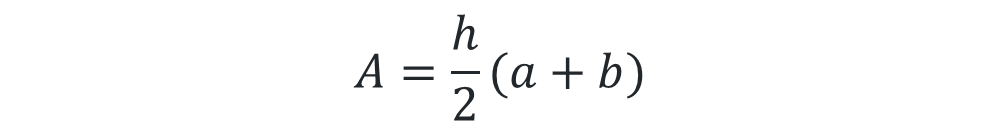 A = h/2 (a + b)